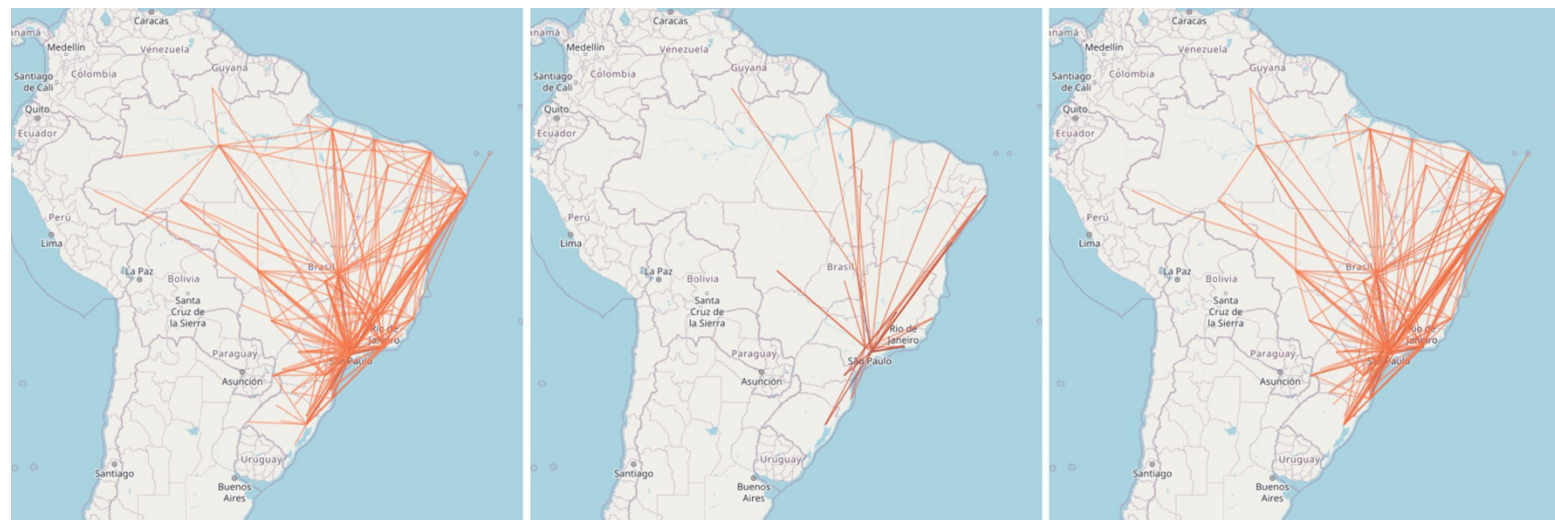 Caracas
anamá
Medellín
Venezuela
Guyana
Santiago
de Cali
Colombia
Quito
Ecuador
Perú
Lima
Brasil
La Paz
Bolivia
Santa
Cruz de
la Sierra
Rio de
Janeiro
São Paulo
Paraguay
Asunción
Uruguay
Santiago
Buenos
Aires
Caracas
anamá
Medellín
Venezuela
Guyana
Santiago
de Cali
Colombia
Quito
Ecuador
Perú
Lima
Brasil
La Paz
Bolivia
Santa
Cruz de
la Sierra
Rio de
Janeiro
São Paulo
Paraguay
Asunción
Uruguay
Santiago
Buenos
Aires
Caracas
anamá
Medellín
Venezuela
Guyana
Santiago
de Cali
Colombia
Quito
Ecuador
Perú
Lima
Brasil
La Paz
Bolivia
Santa
Cruz de
la Sierra
Rio de
Janeiro
São Paulo
Paraguay
Asunción
Uruguay
Santiago
Buenos
Aires